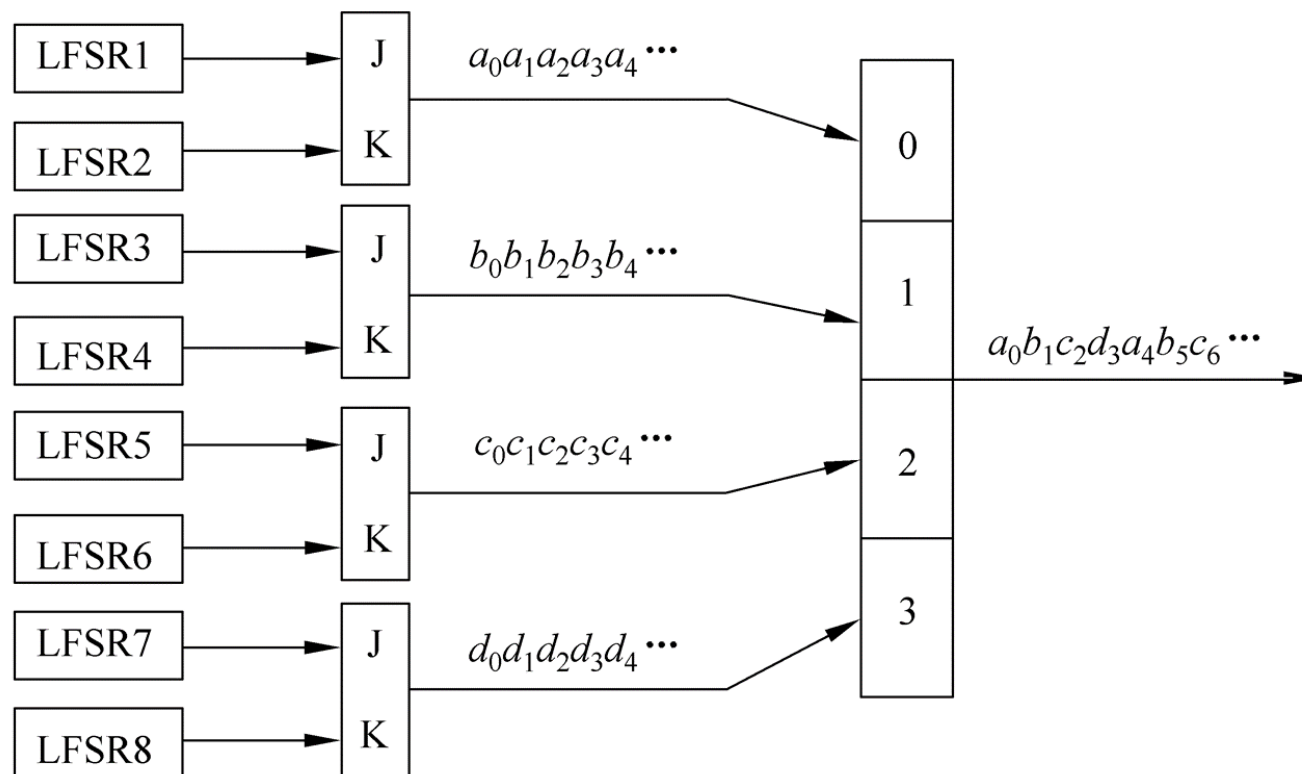 LFSR1
J
a₀a₁a₂a₃a₄···
LFSR2
K
0
LFSR3
J
b₀b₁b₂b₃b₄···
1
LFSR4
K
a₀b₁c₂d₃a₄b₅c₆···
LFSR5
J
c₀c₁c₂c₃c₄···
2
LFSR6
K
LFSR7
J
d₀d₁d₂d₃d₄···
3
LFSR8
K